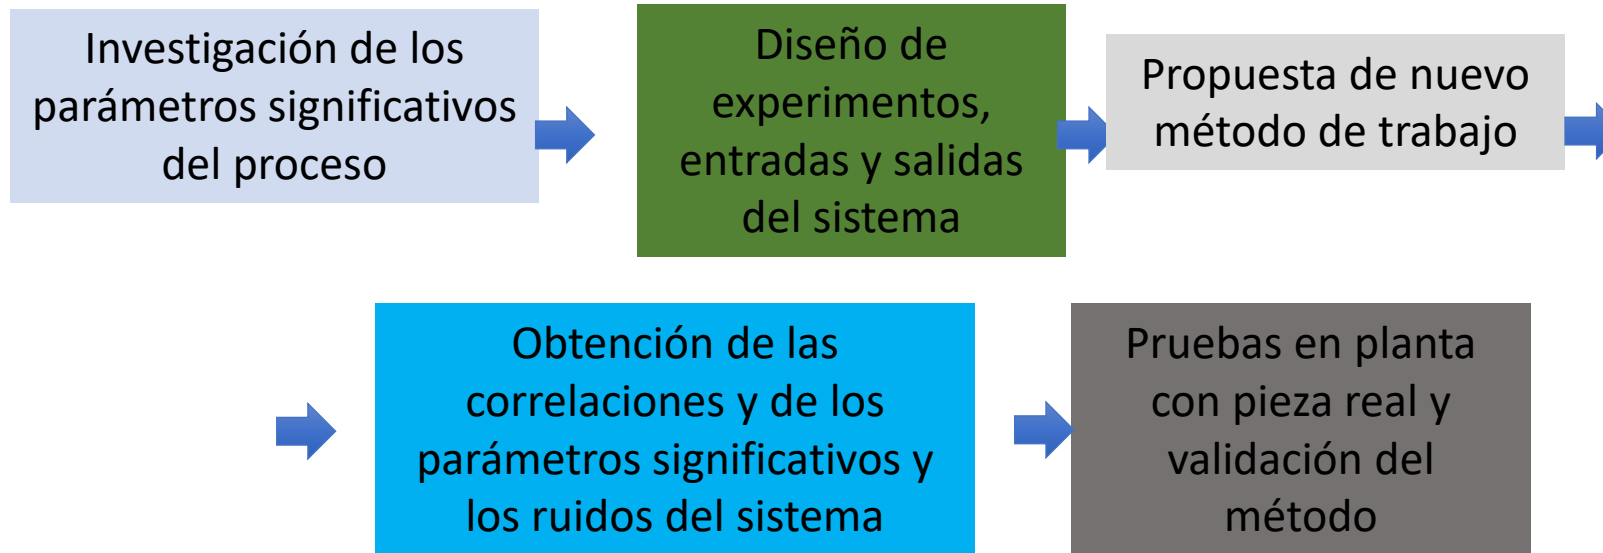 Investigación de los
parámetros significativos
del proceso
Diseño de
experimentos,
entradas y salidas
del sistema
Propuesta de nuevo
método de trabajo
Obtención de las
correlaciones y de los
parámetros significativos y
los ruidos del sistema
Pruebas en planta
con pieza real y
validación del
método